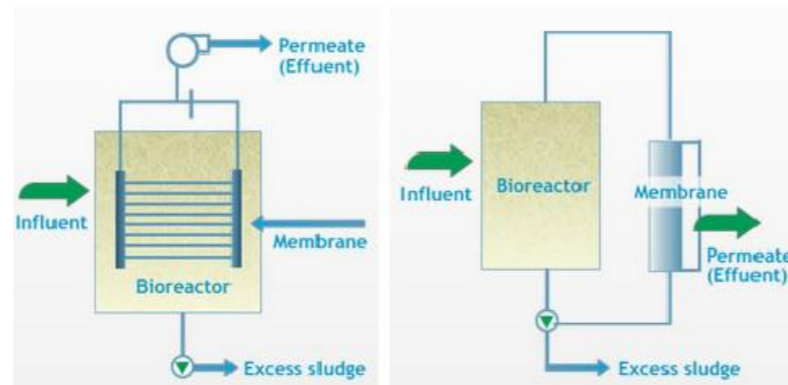 Permeate
(Effuent)
Influent
Membrane
Bioreactor
Excess sludge
Influent
Bioreactor
Membrane
Permeate
(Effuent)
Excess sludge